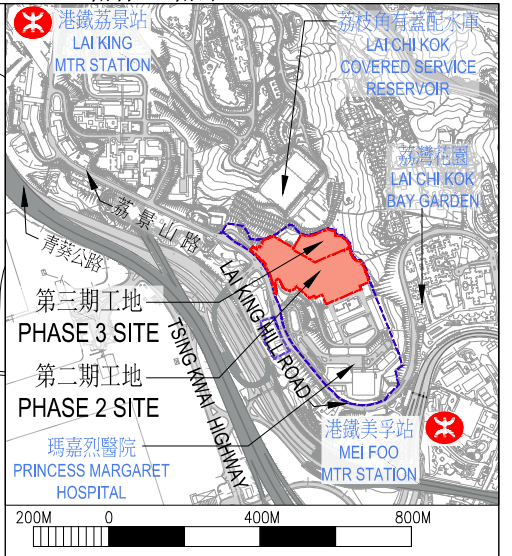 港鐵荔景站
LAI KING
MTR STATION
荔枝角有蓋配水庫
LAI CHI KOK
COVERED SERVICE
RESERVOIR
荔灣花園
LAI CHI KOK
BAY GARDEN
荔景山路
青葵公路
第三期工地
PHASE 3 SITE
LAI KING HILL ROAD
TSING KWAI HIGHWAY
第二期工地
PHASE 2 SITE
瑪嘉烈醫院
PRINCESS MARGARET
HOSPITAL
港鐵美孚站
MEI FOO
MTR STATION
200M 0 400M 800M